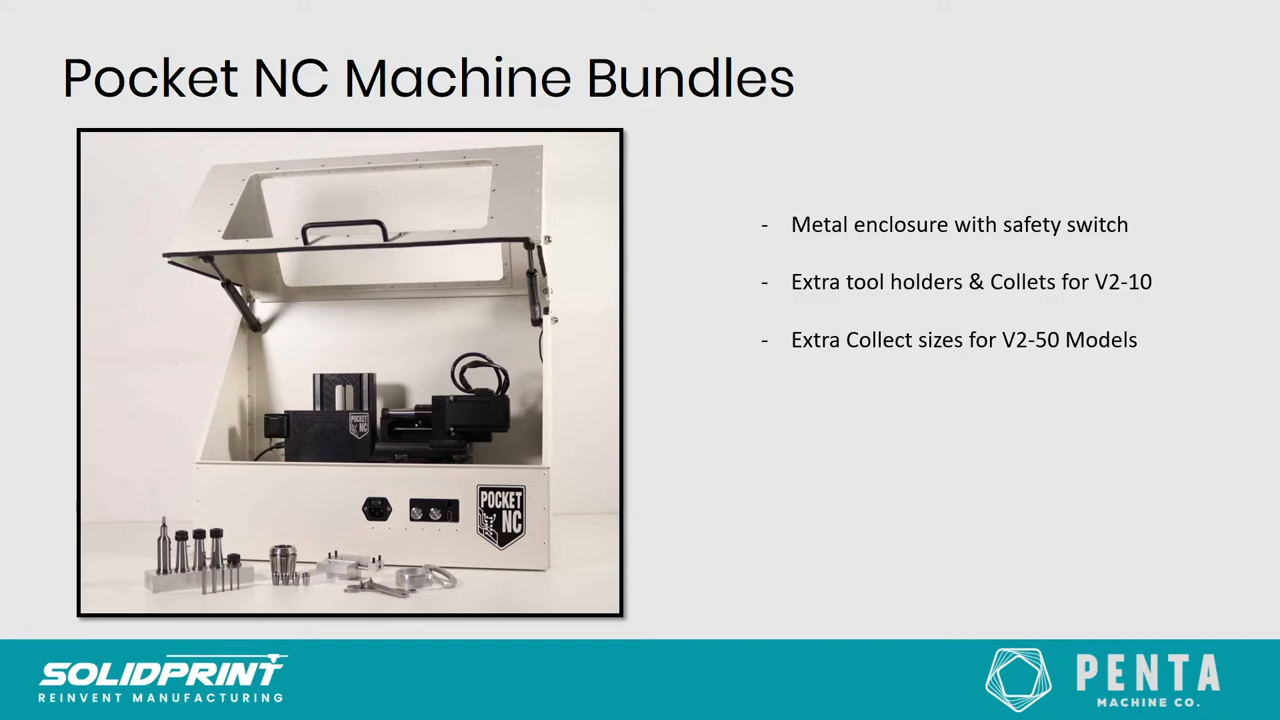 Pocket NC Machine Bundles
POCKET
NC
POCKET
NC
- Metal enclosure with safety switch
- Extra tool holders & Collets for V2-10
- Extra Collect sizes for V2-50 Models
SOLIDPRINT
REINVENT MANUFACTURING
PENTA
MACHINE CO.